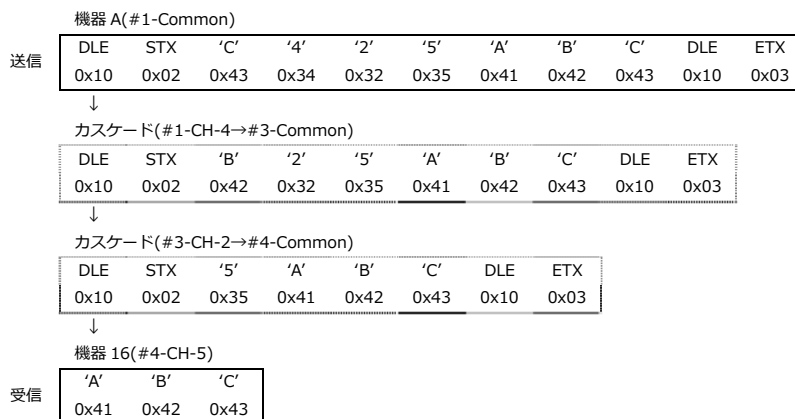 機器 A(#1-Common)
送信
DLE STX ‘C’ ‘4’ ‘2’ ‘5’ ‘A’ ‘B’ ‘C’ DLE ETX
0x10 0x02 0x43 0x34 0x32 0x35 0x41 0x42 0x43 0x10 0x03
↓
カスケード(#1-CH-4→#3-Common)
DLE STX ‘B’ ‘2’ ‘5’ ‘A’ ‘B’ ‘C’ DLE ETX
0x10 0x02 0x42 0x32 0x35 0x41 0x42 0x43 0x10 0x03
↓
カスケード(#3-CH-2→#4-Common)
DLE STX ‘5’ ‘A’ ‘B’ ‘C’ DLE ETX
0x10 0x02 0x35 0x41 0x42 0x43 0x10 0x03
↓
機器 16(#4-CH-5)
受信
‘A’ ‘B’ ‘C’
0x41 0x42 0x43